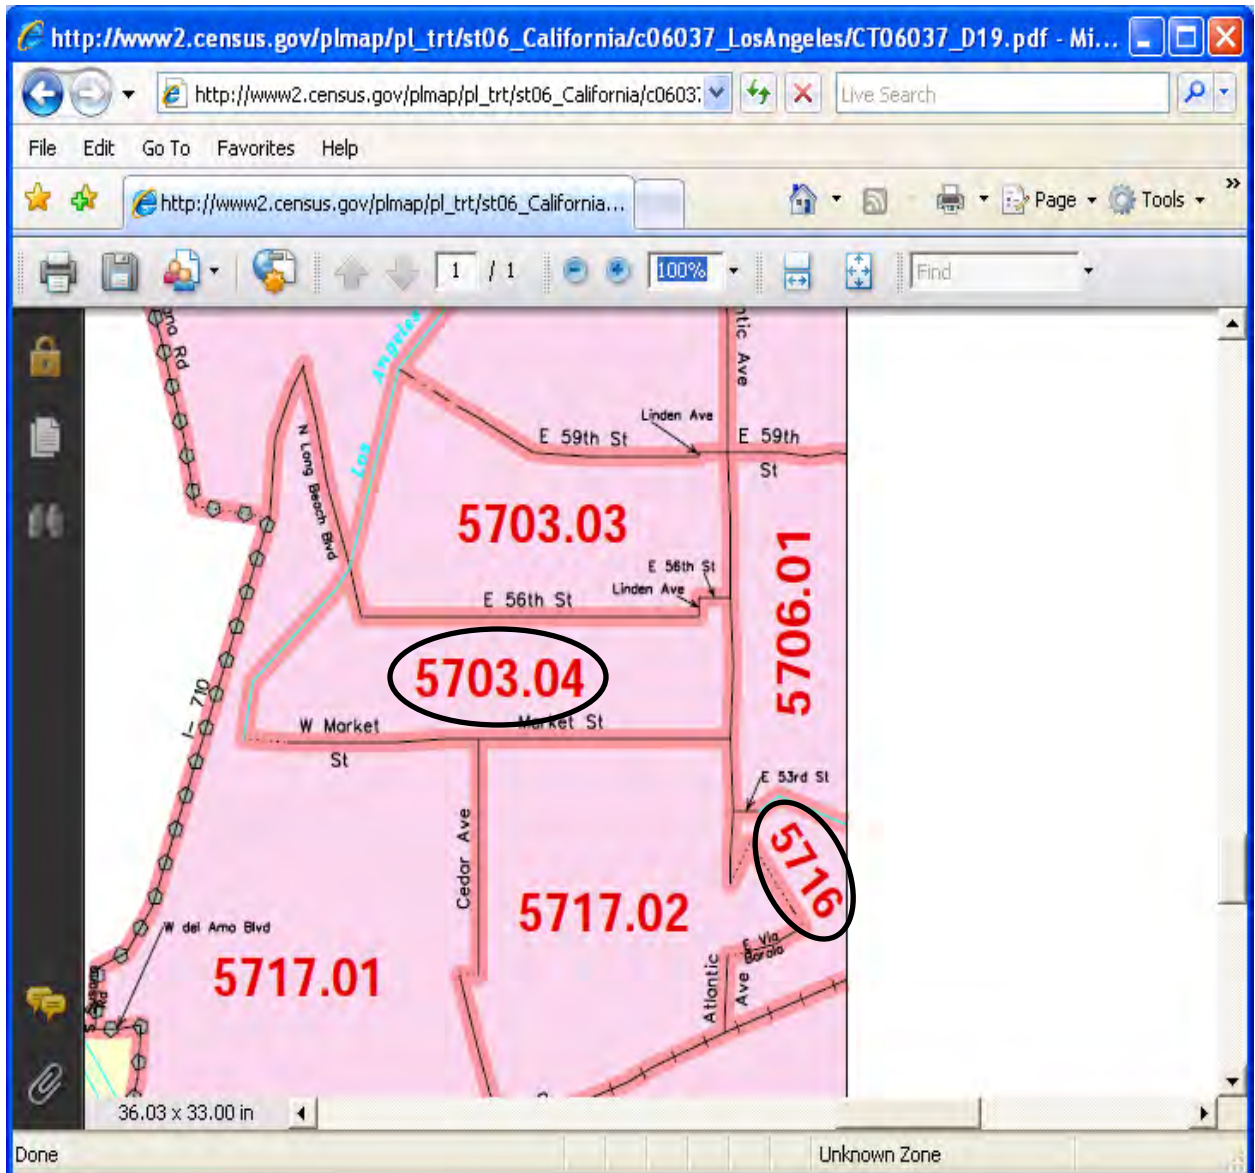 http://www2.census.gov/plmap/pl_trt/st06_California/c06037_LosAngeles/CT06037_D19.pdf - Mi...
http://www2.census.gov/plmap/pl_trt/st06_California/c0603
Live Search
File Edit Go To Favorites Help
http://www2.census.gov/plmap/pl_trt/st06_California...
Page Tools »
1 / 1 100% Find
na Rd
Los Angeles
ntic Ave
Linden Ave
E 59th St
E 59th
St
N Long Beach Blvd
5703.03
5706.01
E 56th St
Linden Ave
E 56th St
5703.04
I- 710
W Market
St
Market St
E 53rd St
5716
Cedar Ave
5717.02
W del Amo Blvd
5717.01
E Via
Atlantic
Ave
Rd
36.03 x 33.00 in
Done
Unknown Zone